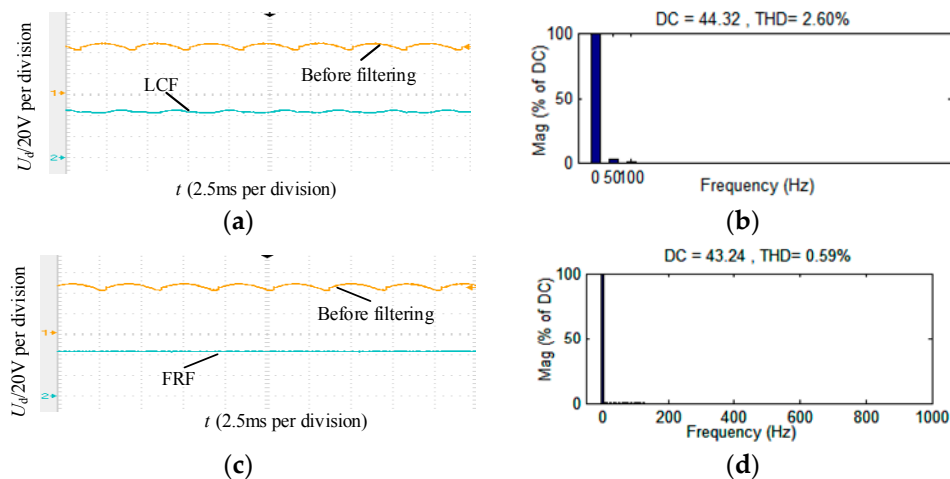 U_d/20V per division
Before filtering
LCF
1
2
t (2.5ms per division)
(a)
DC = 44.32 , THD= 2.60%
Mag (% of DC)
100
50
0
0 50100
Frequency (Hz)
(b)
U_d/20V per division
Before filtering
FRF
1
2
t (2.5ms per division)
(c)
DC = 43.24 , THD= 0.59%
Mag (% of DC)
100
50
0
0 200 400 600 800 1000
Frequency (Hz)
(d)